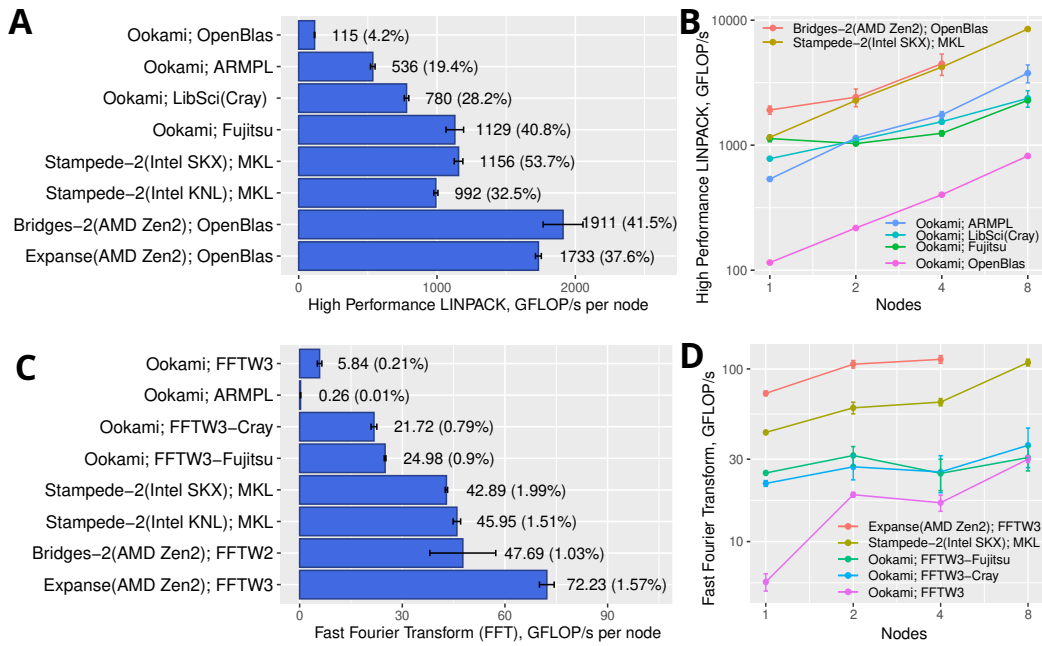 A
Ookami; OpenBlas
115 (4.2%)
Ookami; ARMPL
536 (19.4%)
Ookami; LibSci(Cray)
780 (28.2%)
Ookami; Fujitsu
1129 (40.8%)
Stampede−2(Intel SKX); MKL
1156 (53.7%)
Stampede−2(Intel KNL); MKL
992 (32.5%)
Bridges−2(AMD Zen2); OpenBlas
1911 (41.5%)
Expanse(AMD Zen2); OpenBlas
1733 (37.6%)
0 1000 2000
High Performance LINPACK, GFLOP/s per node
B
High Performance LINPACK, GFLOP/s
10000
1000
100
Bridges−2(AMD Zen2); OpenBlas
Stampede−2(Intel SKX); MKL
Ookami; ARMPL
Ookami; LibSci(Cray)
Ookami; Fujitsu
Ookami; OpenBlas
1 2 4 8
Nodes
C
Ookami; FFTW3
5.84 (0.21%)
Ookami; ARMPL
0.26 (0.01%)
Ookami; FFTW3−Cray
21.72 (0.79%)
Ookami; FFTW3−Fujitsu
24.98 (0.9%)
Stampede−2(Intel SKX); MKL
42.89 (1.99%)
Stampede−2(Intel KNL); MKL
45.95 (1.51%)
Bridges−2(AMD Zen2); FFTW2
47.69 (1.03%)
Expanse(AMD Zen2); FFTW3
72.23 (1.57%)
0 30 60 90
Fast Fourier Transform (FFT), GFLOP/s per node
D
Fast Fourier Transform, GFLOP/s
100
30
10
Expanse(AMD Zen2); FFTW3
Stampede−2(Intel SKX); MKL
Ookami; FFTW3−Fujitsu
Ookami; FFTW3−Cray
Ookami; FFTW3
1 2 4 8
Nodes